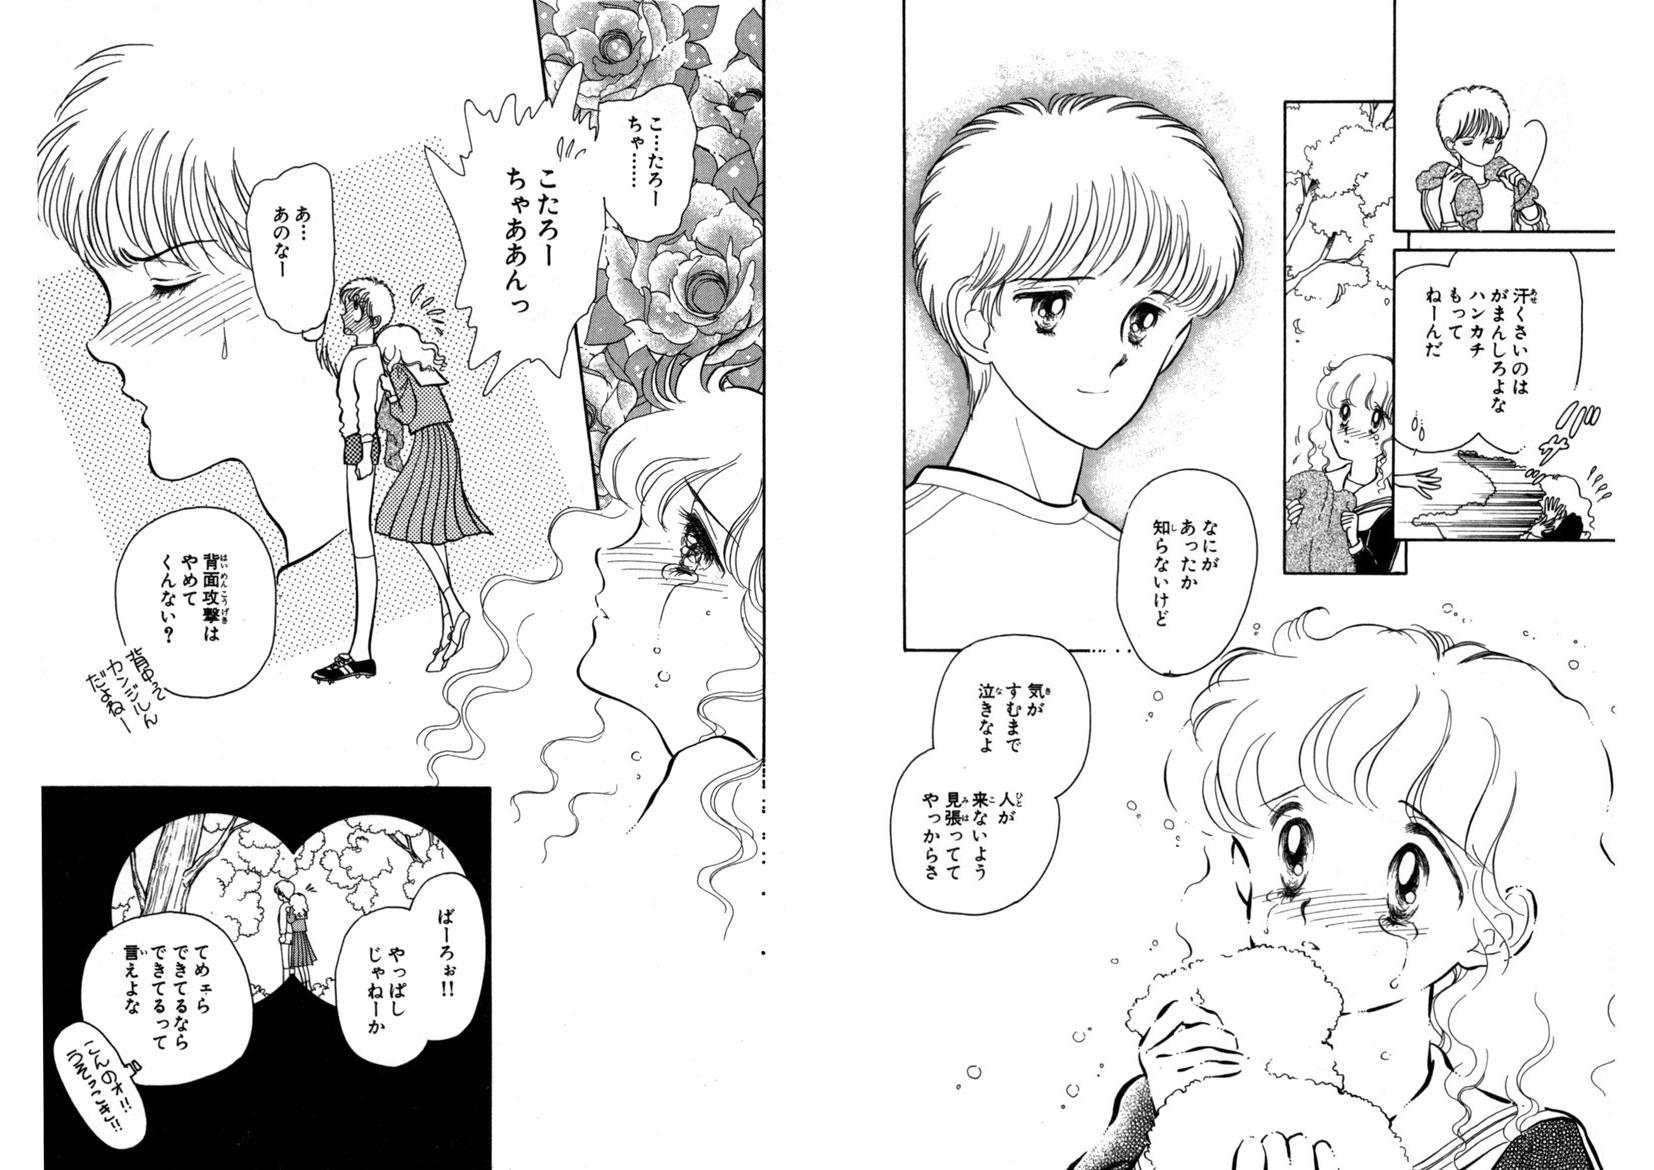 汗くさいのは
がまんしろよな
ハンカチ
もって
ねーんだ
グッ
なにが
あったか
知らないけど
気が
すむまで
泣きなよ
人が
来ないよう
見張ってて
やっからさ
こ…たろー
ちゃ……
こたろー
ちゃああんっ
あ…
あのなー
背面攻撃は
やめて
くんない?
背中って
カンジルん
だよねー
ばーろぉ!!
やっぱし
じゃねーか
てめェら
できてるなら
できてるって
言えよな
こんのォ!!
うそっこき!!